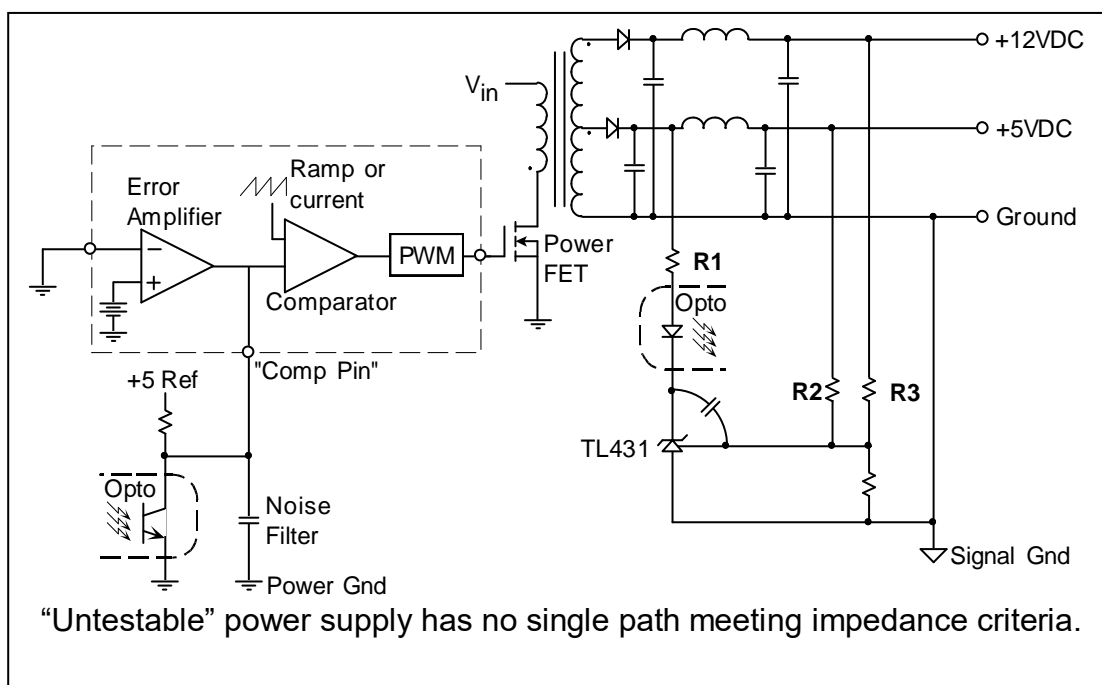 +12VDC
V_in
+5VDC
Error
Amplifier
Ramp or
current
−
+
Comparator
PWM
Power
FET
Ground
R1
Opto
"Comp Pin"
+5 Ref
R2
R3
TL431
Opto
Noise
Filter
Power Gnd
Signal Gnd
“Untestable” power supply has no single path meeting impedance criteria.